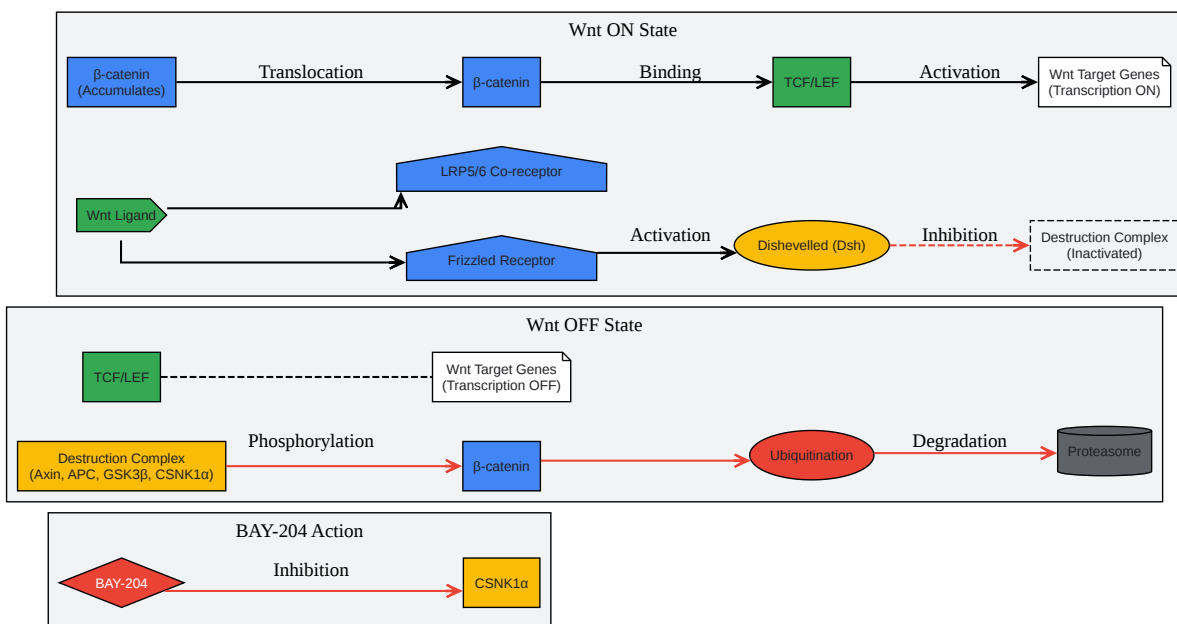 Wnt ON State
β-catenin
(Accumulates)
Translocation
β-catenin
Binding
TCF/LEF
Activation
Wnt Target Genes
(Transcription ON)
LRP5/6 Co-receptor
Wnt Ligand
Frizzled Receptor
Activation
Dishevelled (Dsh)
Inhibition
Destruction Complex
(Inactivated)
Wnt OFF State
TCF/LEF
Wnt Target Genes
(Transcription OFF)
Destruction Complex
(Axin, APC, GSK3β, CSNK1α)
Phosphorylation
β-catenin
Ubiquitination
Degradation
Proteasome
BAY-204 Action
BAY-204
Inhibition
CSNK1α